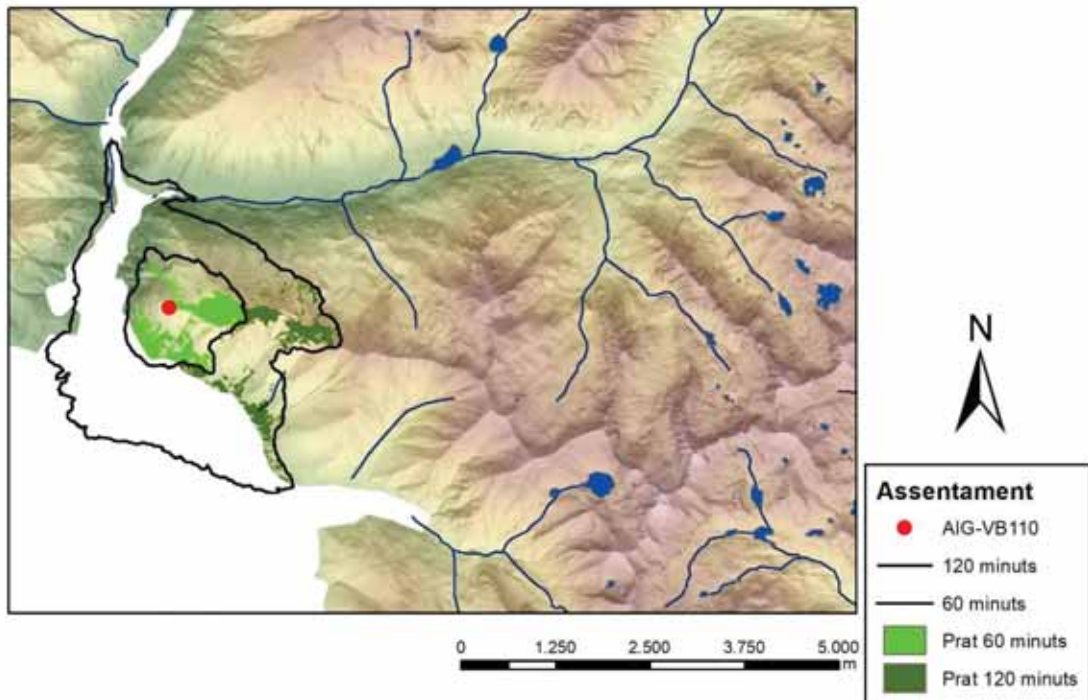 N
Assentament
AIG-VB110
120 minuts
60 minuts
Prat 60 minuts
Prat 120 minuts
0 1.250 2.500 3.750 5.000
m